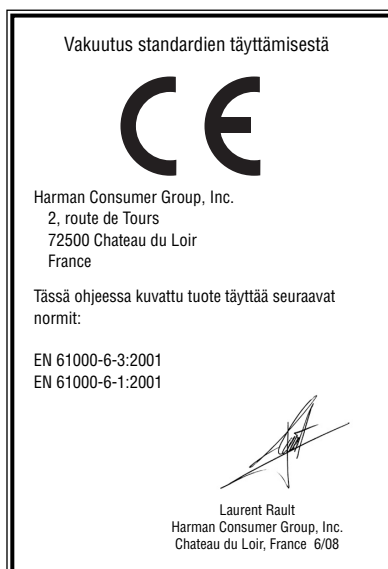 Vakuutus standardien täyttämisestä
CE
Harman Consumer Group, Inc.
2, route de Tours
72500 Chateau du Loir
France
Tässä ohjeessa kuvattu tuote täyttää seuraavat
normit:
EN 61000-6-3:2001
EN 61000-6-1:2001
Laurent Rault
Harman Consumer Group, Inc.
Chateau du Loir, France 6/08